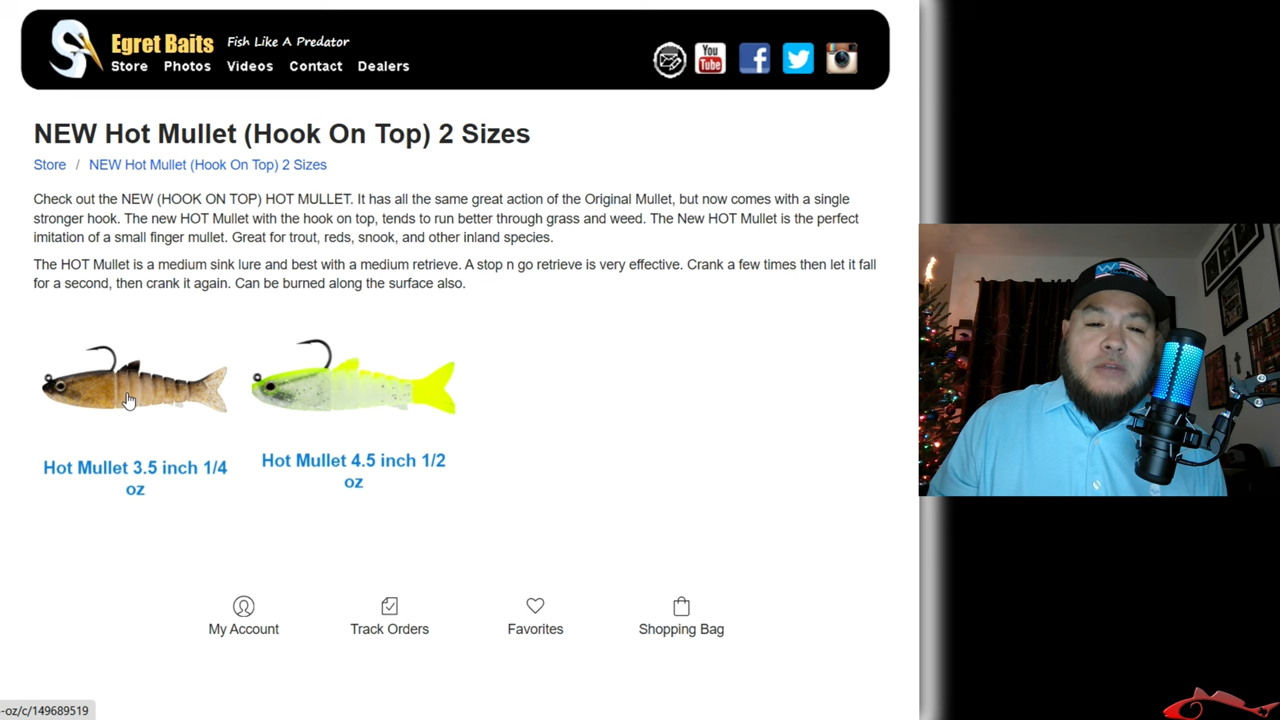 Egret Baits Fish Like A Predator
Store Photos Videos Contact Dealers
You
Tube
NEW Hot Mullet (Hook On Top) 2 Sizes
Store / NEW Hot Mullet (Hook On Top) 2 Sizes
Check out the NEW (HOOK ON TOP) HOT MULLET. It has all the same great action of the Original Mullet, but now comes with a single
stronger hook. The new HOT Mullet with the hook on top, tends to run better through grass and weed. The New HOT Mullet is the perfect
imitation of a small finger mullet. Great for trout, reds, snook, and other inland species.
The HOT Mullet is a medium sink lure and best with a medium retrieve. A stop n go retrieve is very effective. Crank a few times then let it fall
for a second, then crank it again. Can be burned along the surface also.
Hot Mullet 3.5 inch 1/4
oz
Hot Mullet 4.5 inch 1/2
oz
My Account Track Orders Favorites Shopping Bag
-oz/c/149689519